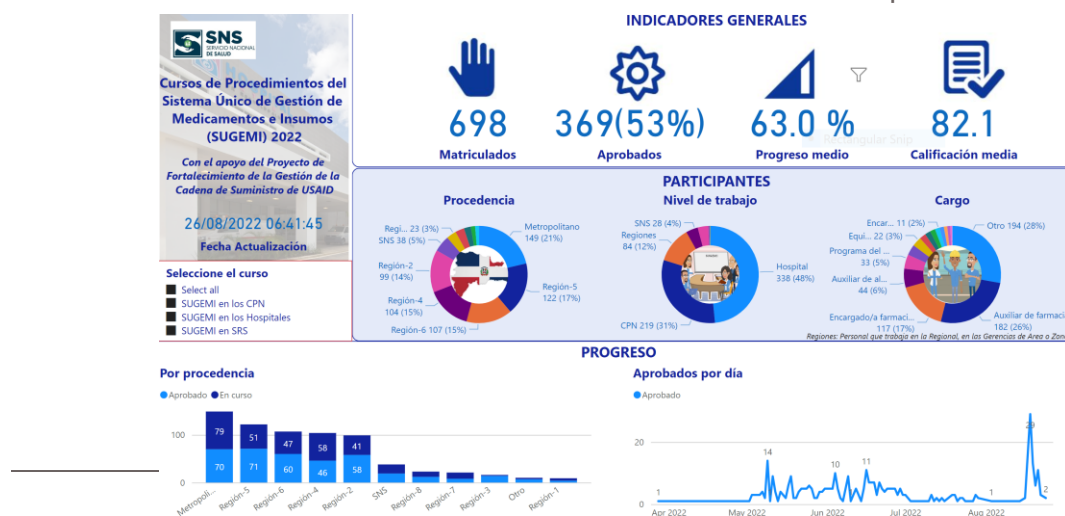 SNS
SERVICIO NACIONAL
DE SALUD
Cursos de Procedimientos del
Sistema Único de Gestión de
Medicamentos e Insumos
(SUGEMI) 2022
Con el apoyo del Proyecto de
Fortalecimiento de la Gestión de la
Cadena de Suministro de USAID
26/08/2022 06:41:45
Fecha Actualización
Seleccione el curso
Select all
SUGEMI en los CPN
SUGEMI en los Hospitales
SUGEMI en SRS
INDICADORES GENERALES
698
369(53%)
63.0 %
82.1
Rectangular Snip
Matriculados
Aprobados
Progreso medio
Calificación media
PARTICIPANTES
Procedencia
Regi... 23 (3%)
SNS 38 (5%)
Región-2
99 (14%)
Región-4
104 (15%)
Región-6 107 (15%)
Metropolitano
149 (21%)
Región-5
122 (17%)
Nivel de trabajo
SNS 28 (4%)
Regiones
84 (12%)
CPN 219 (31%)
Hospital
338 (48%)
Cargo
Encar... 11 (2%)
Equi... 22 (3%)
Programa del ...
33 (5%)
Auxiliar de al...
44 (6%)
Encargado/a farmaci...
117 (17%)
Otro 194 (28%)
Auxiliar de farmaci
182 (26%)
Regiones: Personal que trabaja en la Regional, en las Gerencias de Area o Zona
PROGRESO
Por procedencia
Aprobado En curso
100
0
79 51 47 58 41
70 71 60 46 58
Metropoli...
Región-5
Región-6
Región-4
Región-2
SNS
Región-8
Región-7
Región-3
Otro
Región-1
Aprobados por día
Aprobado
20
0
1
14
10
11
1
29
2
Apr 2022
May 2022
Jun 2022
Jul 2022
Aug 2022